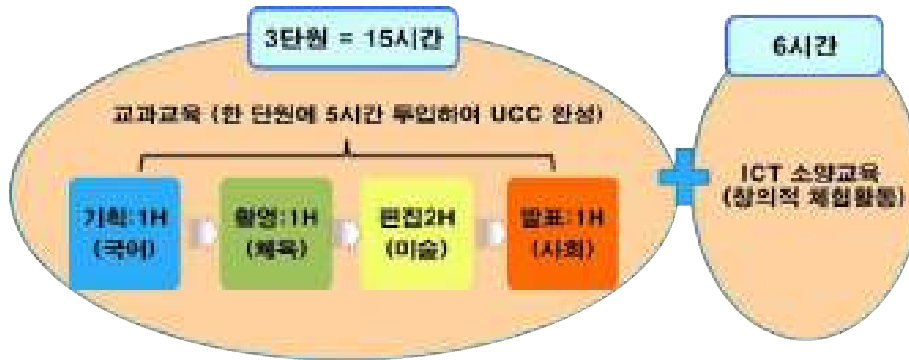 3단원 = 15시간
6시간
교과교육 (한 단원에 5시간 투입하여 UCC 완성)
기획:1H
(국어)
촬영:1H
(체육)
편집2H
(미술)
발표:1H
(사회)
ICT 소양교육
(창의적 체험활동)